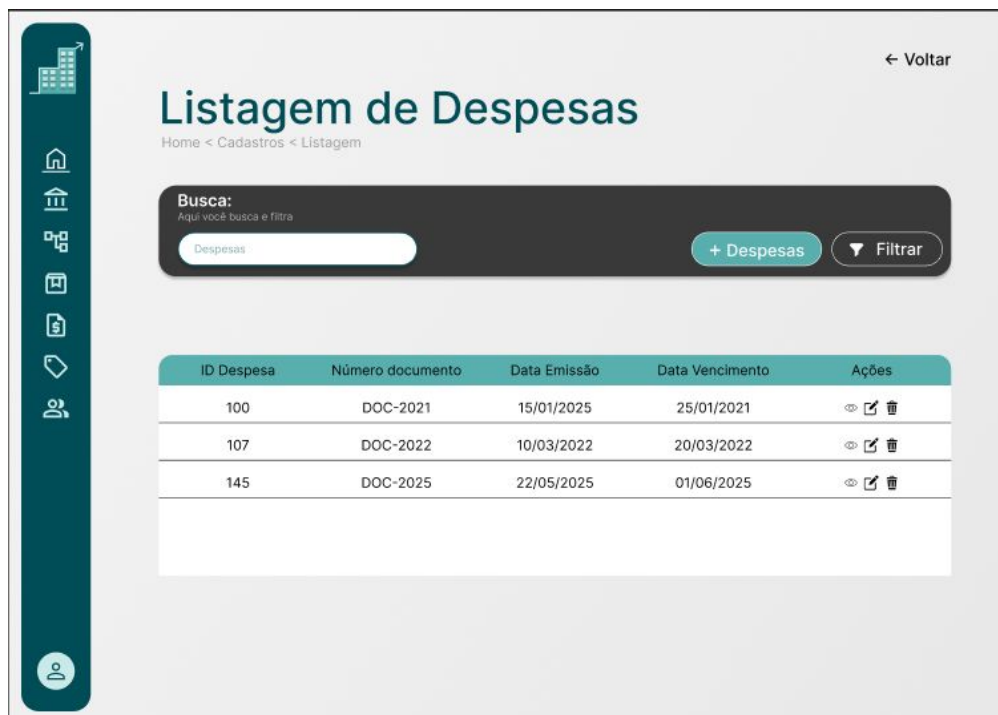 ← Voltar
Listagem de Despesas
Home < Cadastros < Listagem
Busca:
Aqui você busca e filtra
Despesas
+ Despesas
Filtrar
ID Despesa Número documento Data Emissão Data Vencimento Ações
100 DOC-2021 15/01/2025 25/01/2021
107 DOC-2022 10/03/2022 20/03/2022
145 DOC-2025 22/05/2025 01/06/2025